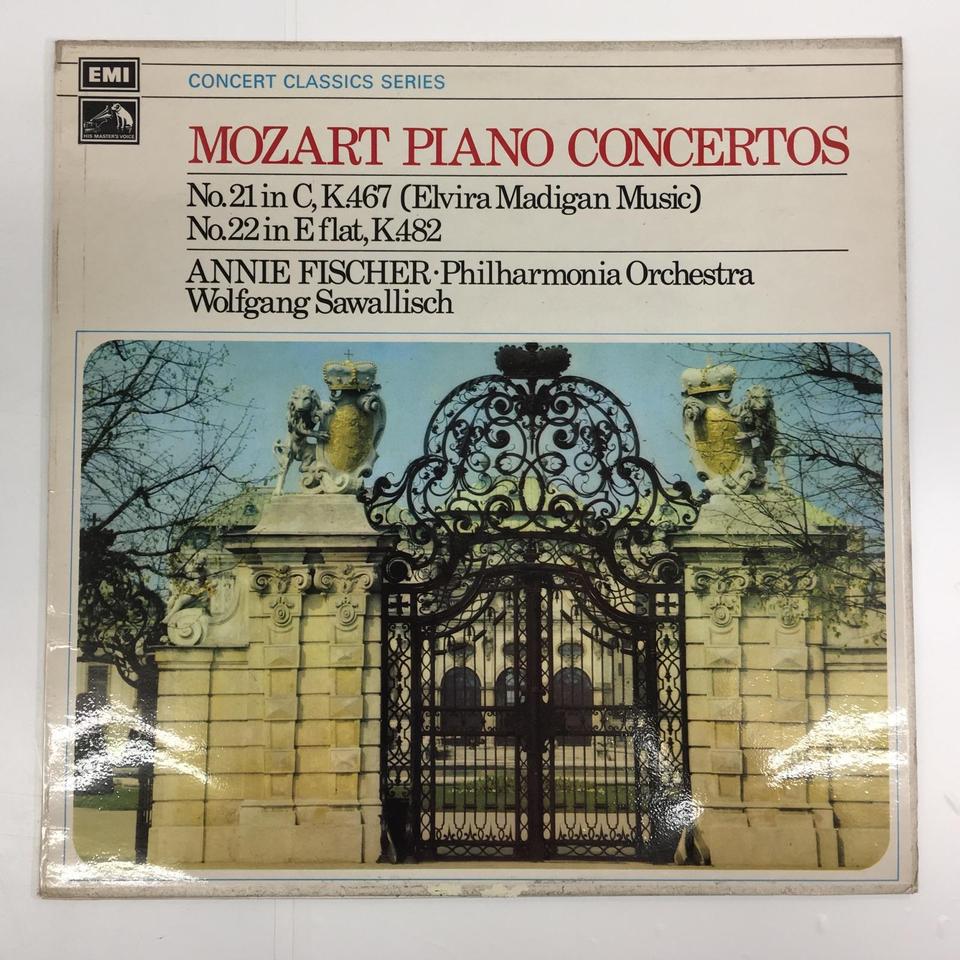 EMI
CONCERT CLASSICS SERIES
HIS MASTER'S VOICE
MOZART PIANO CONCERTOS
No. 21 in C, K.467 (Elvira Madigan Music)
No. 22 in E flat, K.482
ANNIE FISCHER·Philharmonia Orchestra
Wolfgang Sawallisch